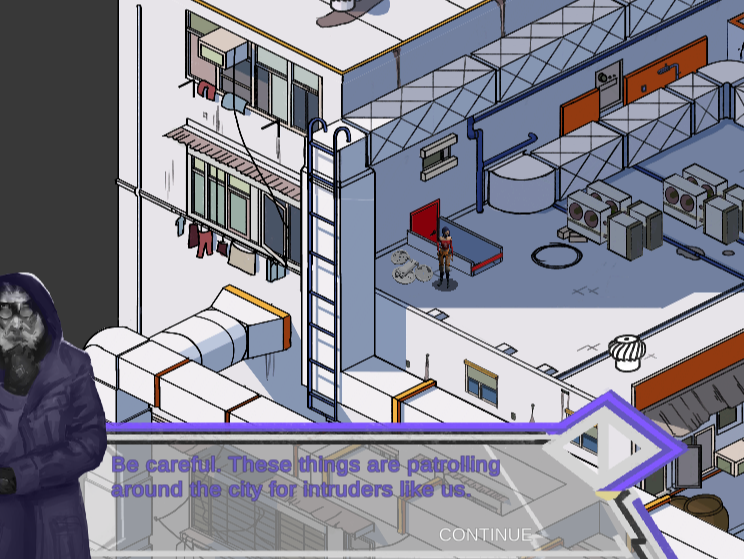 Be careful. These things are patrolling
around the city for intruders like us.
CONTINUE